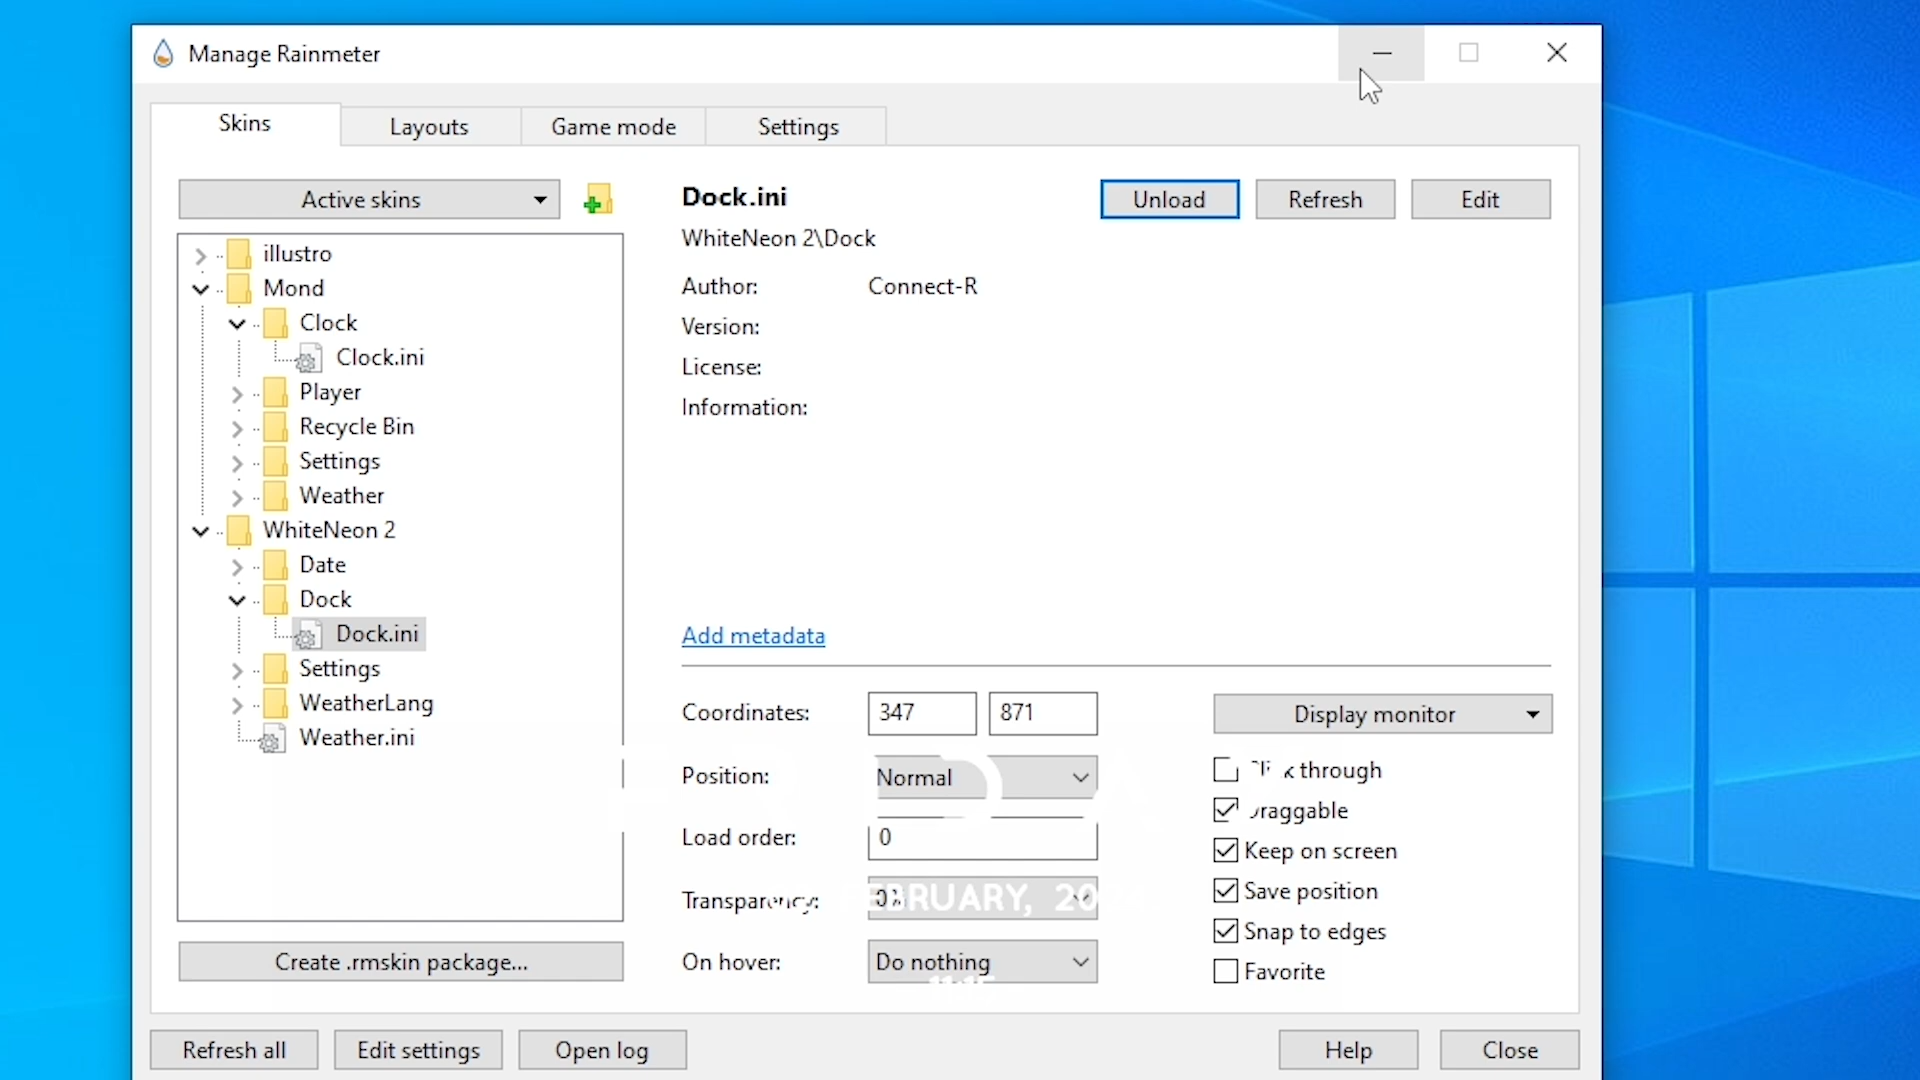 Manage Rainmeter
Skins
Layouts
Game mode
Settings
Active skins
illustro
Mond
Clock
Clock.ini
Player
Recycle Bin
Settings
Weather
WhiteNeon 2
Date
Dock
Dock.ini
Settings
WeatherLang
Weather.ini
Create .rmskin package...
Dock.ini
Unload
Refresh
Edit
WhiteNeon 2\Dock
Author: Connect-R
Version:
License:
Information:
Add metadata
Coordinates: 347 871
Display monitor
Position: Normal
through
Load order: 0
raggable
Keep on screen
Transparency: 0%
Save position
EBRUARY, 20
Snap to edges
On hover: Do nothing
Favorite
Refresh all
Edit settings
Open log
Help
Close